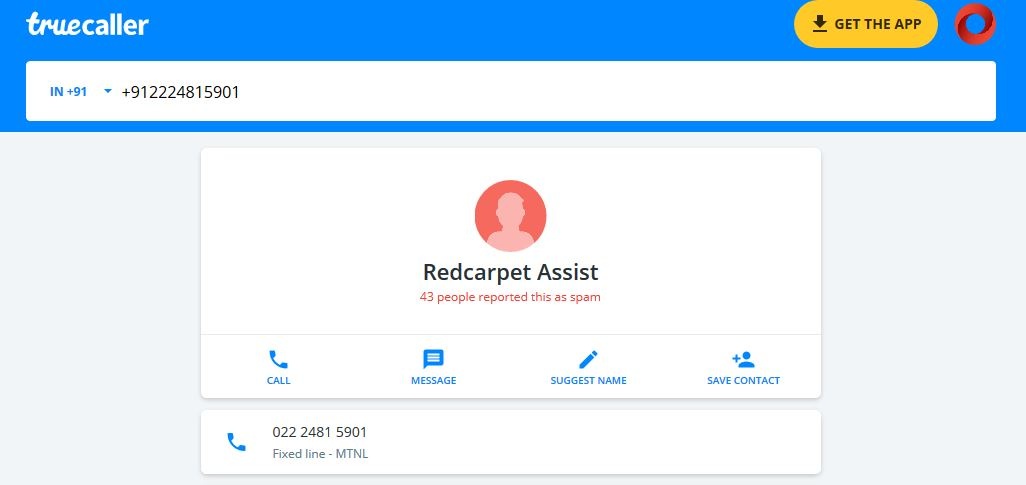 truecaller
GET THE APP
IN +91 +912224815901
Redcarpet Assist
43 people reported this as spam
CALL MESSAGE SUGGEST NAME SAVE CONTACT
022 2481 5901
Fixed line - MTNL